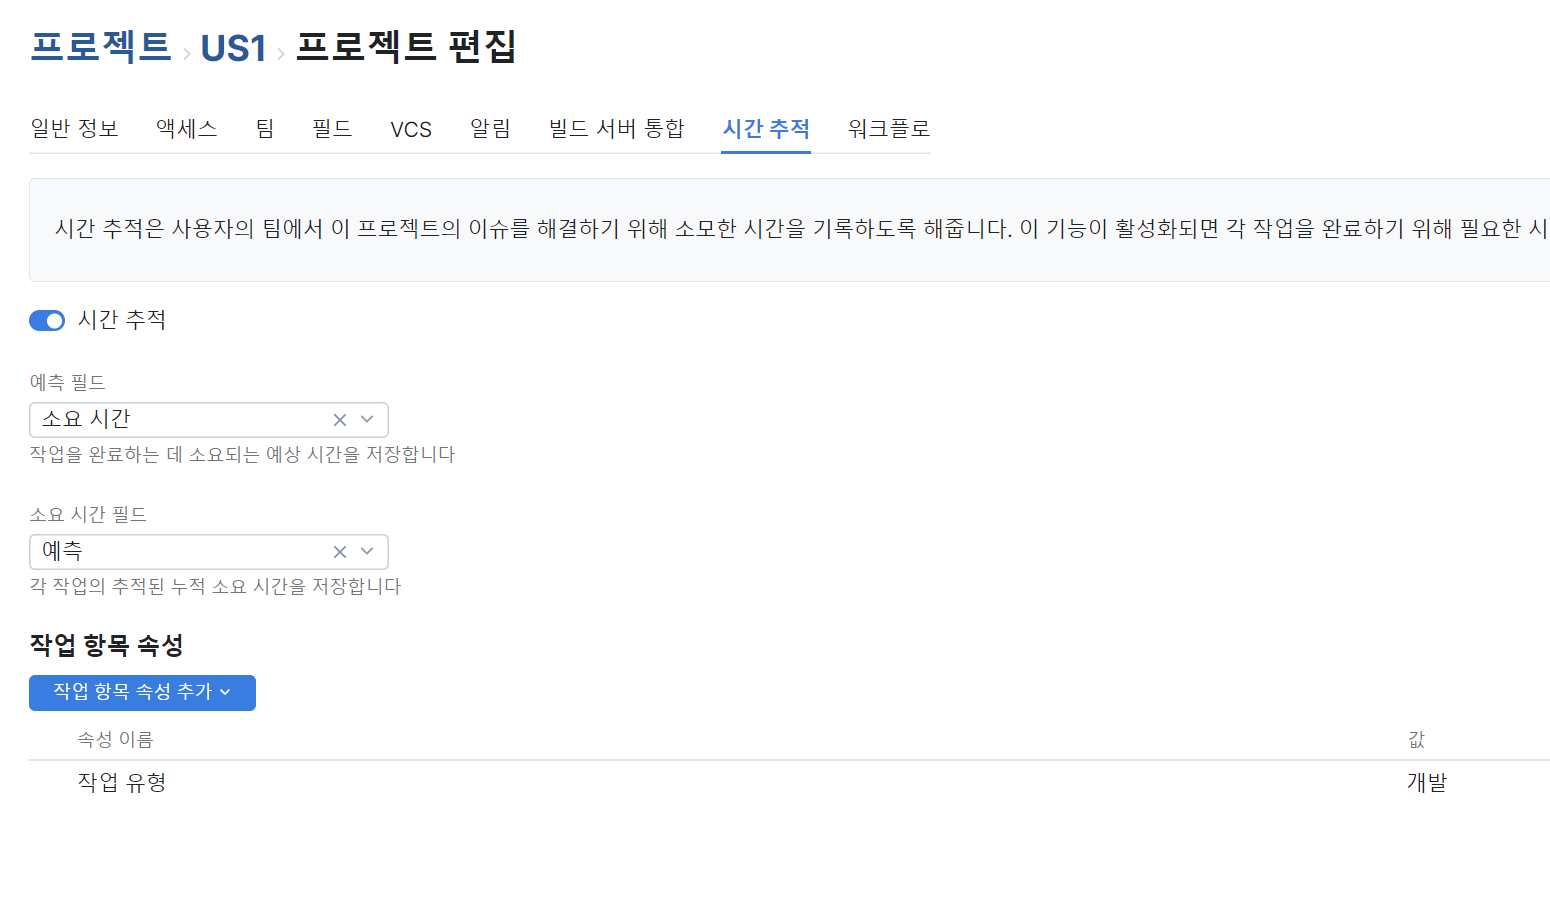 프로젝트 › US1 › 프로젝트 편집
일반 정보 액세스 팀 필드 VCS 알림 빌드 서버 통합 시간 추적 워크플로
시간 추적은 사용자의 팀에서 이 프로젝트의 이슈를 해결하기 위해 소모한 시간을 기록하도록 해줍니다. 이 기능이 활성화되면 각 작업을 완료하기 위해 필요한 시
시간 추적
예측 필드
소요 시간
작업을 완료하는 데 소요되는 예상 시간을 저장합니다
소요 시간 필드
예측
각 작업의 추적된 누적 소요 시간을 저장합니다
작업 항목 속성
작업 항목 속성 추가
속성 이름 값
작업 유형 개발